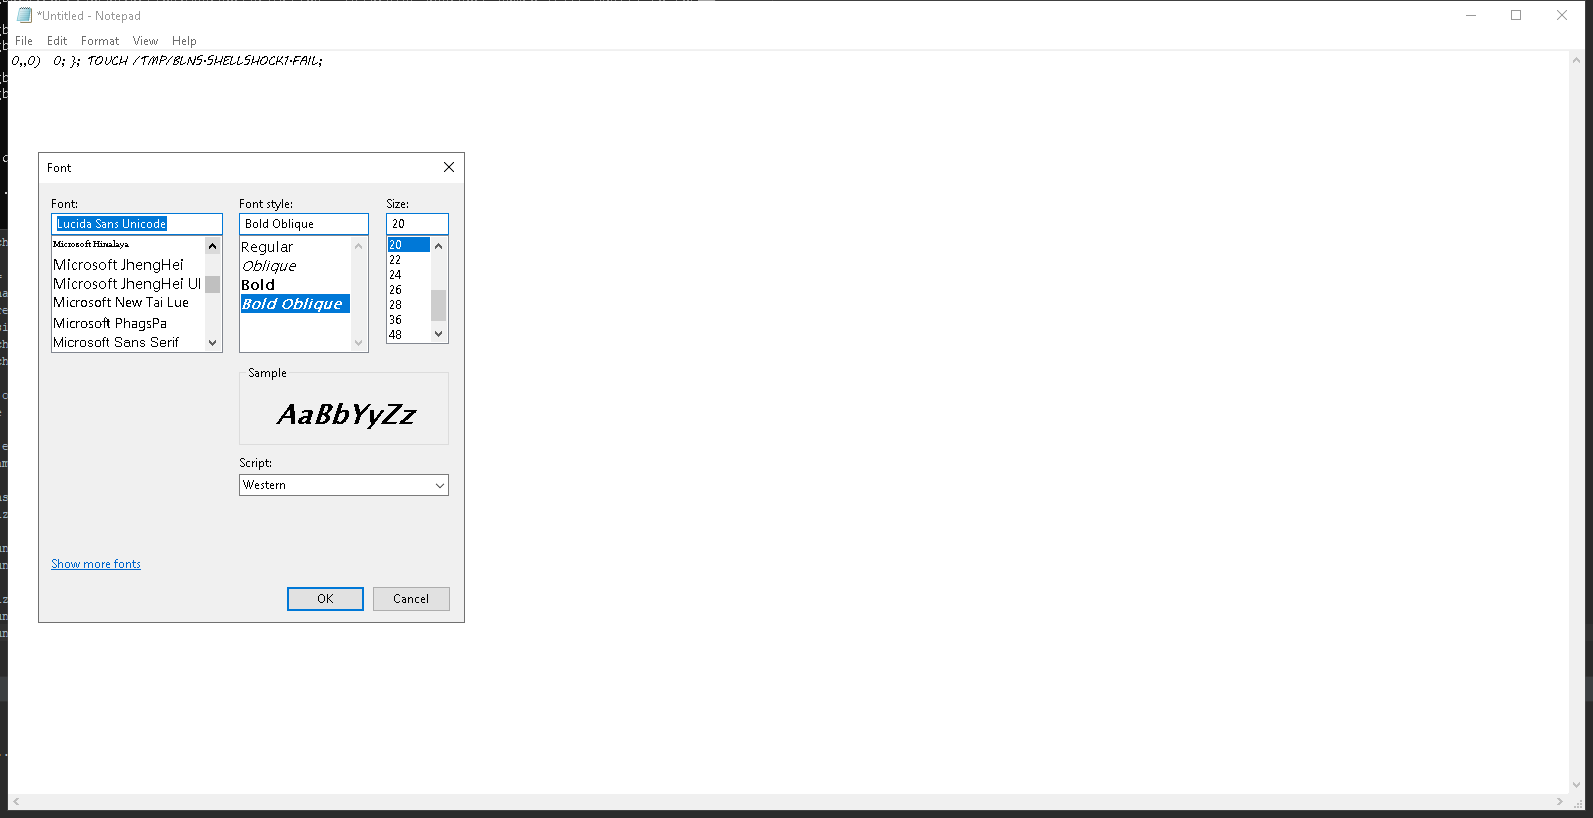 *Untitled - Notepad
File Edit Format View Help
0,,0)  0; }; TOUCH /TMP/BLNS.SHELLSHOCK1.FAIL;
Font
Font: Font style: Size:
Lucida Sans Unicode Bold Oblique 20
Microsoft Himalaya
Microsoft JhengHei
Microsoft JhengHei UI
Microsoft New Tai Lue
Microsoft PhagsPa
Microsoft Sans Serif
Regular
Oblique
Bold
Bold Oblique
20
22
24
26
28
36
48
Sample
AaBbYyZz
Script:
Western
Show more fonts
OK Cancel